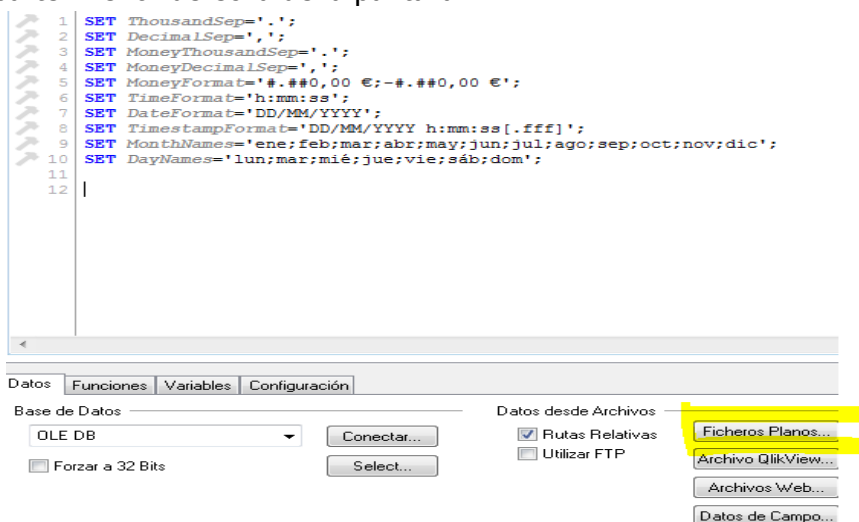 1 SET ThousandSep='.';
2 SET DecimalSep=',';
3 SET MoneyThousandSep='.';
4 SET MoneyDecimalSep=',';
5 SET MoneyFormat='#.##0,00 €;-#.##0,00 €';
6 SET TimeFormat='h:mm:ss';
7 SET DateFormat='DD/MM/YYYY';
8 SET TimestampFormat='DD/MM/YYYY h:mm:ss[.fff]';
9 SET MonthNames='ene;feb;mar;abr;may;jun;jul;ago;sep;oct;nov;dic';
10 SET DayNames='lun;mar;mié;jue;vie;sáb;dom';
11
12
Datos Funciones Variables Configuración
Base de Datos
OLE DB Conectar...
Forzar a 32 Bits Select...
Datos desde Archivos
Rutas Relativas Ficheros Planos...
Utilizar FTP Archivo QlikView...
Archivos Web...
Datos de Campo...